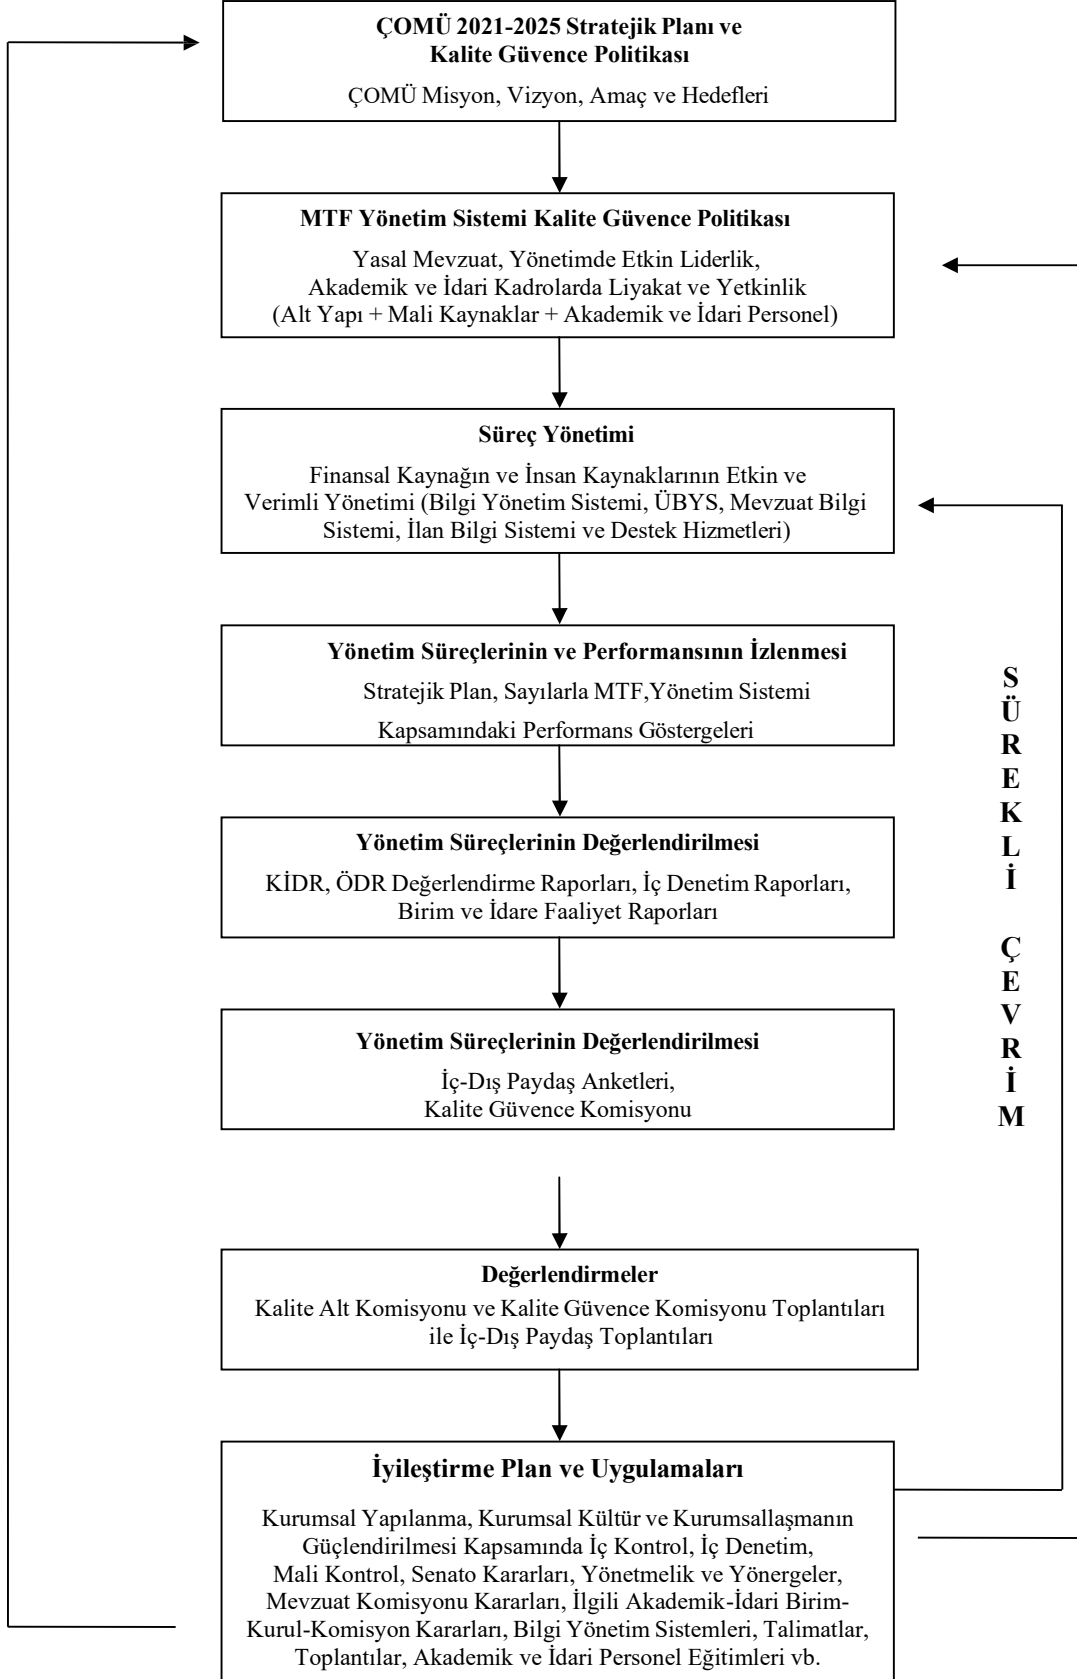 ÇOMÜ 2021-2025 Stratejik Planı ve
Kalite Güvence Politikası
ÇOMÜ Misyon, Vizyon, Amaç ve Hedefleri
MTF Yönetim Sistemi Kalite Güvence Politikası
Yasal Mevzuat, Yönetimde Etkin Liderlik,
Akademik ve İdari Kadrolarda Liyakat ve Yetkinlik
(Alt Yapı + Mali Kaynaklar + Akademik ve İdari Personel)
Süreç Yönetimi
Finansal Kaynağın ve İnsan Kaynaklarının Etkin ve
Verimli Yönetimi (Bilgi Yönetim Sistemi, ÜBYS, Mevzuat Bilgi
Sistemi, İlan Bilgi Sistemi ve Destek Hizmetleri)
Yönetim Süreçlerinin ve Performansının İzlenmesi
Stratejik Plan, Sayılarla MTF,Yönetim Sistemi
Kapsamındaki Performans Göstergeleri
Yönetim Süreçlerinin Değerlendirilmesi
KİDR, ÖDR Değerlendirme Raporları, İç Denetim Raporları,
Birim ve İdare Faaliyet Raporları
Yönetim Süreçlerinin Değerlendirilmesi
İç-Dış Paydaş Anketleri,
Kalite Güvence Komisyonu
Değerlendirmeler
Kalite Alt Komisyonu ve Kalite Güvence Komisyonu Toplantıları
ile İç-Dış Paydaş Toplantıları
İyileştirme Plan ve Uygulamaları
Kurumsal Yapılanma, Kurumsal Kültür ve Kurumsallaşmanın
Güçlendirilmesi Kapsamında İç Kontrol, İç Denetim,
Mali Kontrol, Senato Kararları, Yönetmelik ve Yönergeler,
Mevzuat Komisyonu Kararları, İlgili Akademik-İdari Birim-
Kurul-Komisyon Kararları, Bilgi Yönetim Sistemleri, Talimatlar,
Toplantılar, Akademik ve İdari Personel Eğitimleri vb.
S
Ü
R
E
K
L
İ
Ç
E
V
R
İ
M